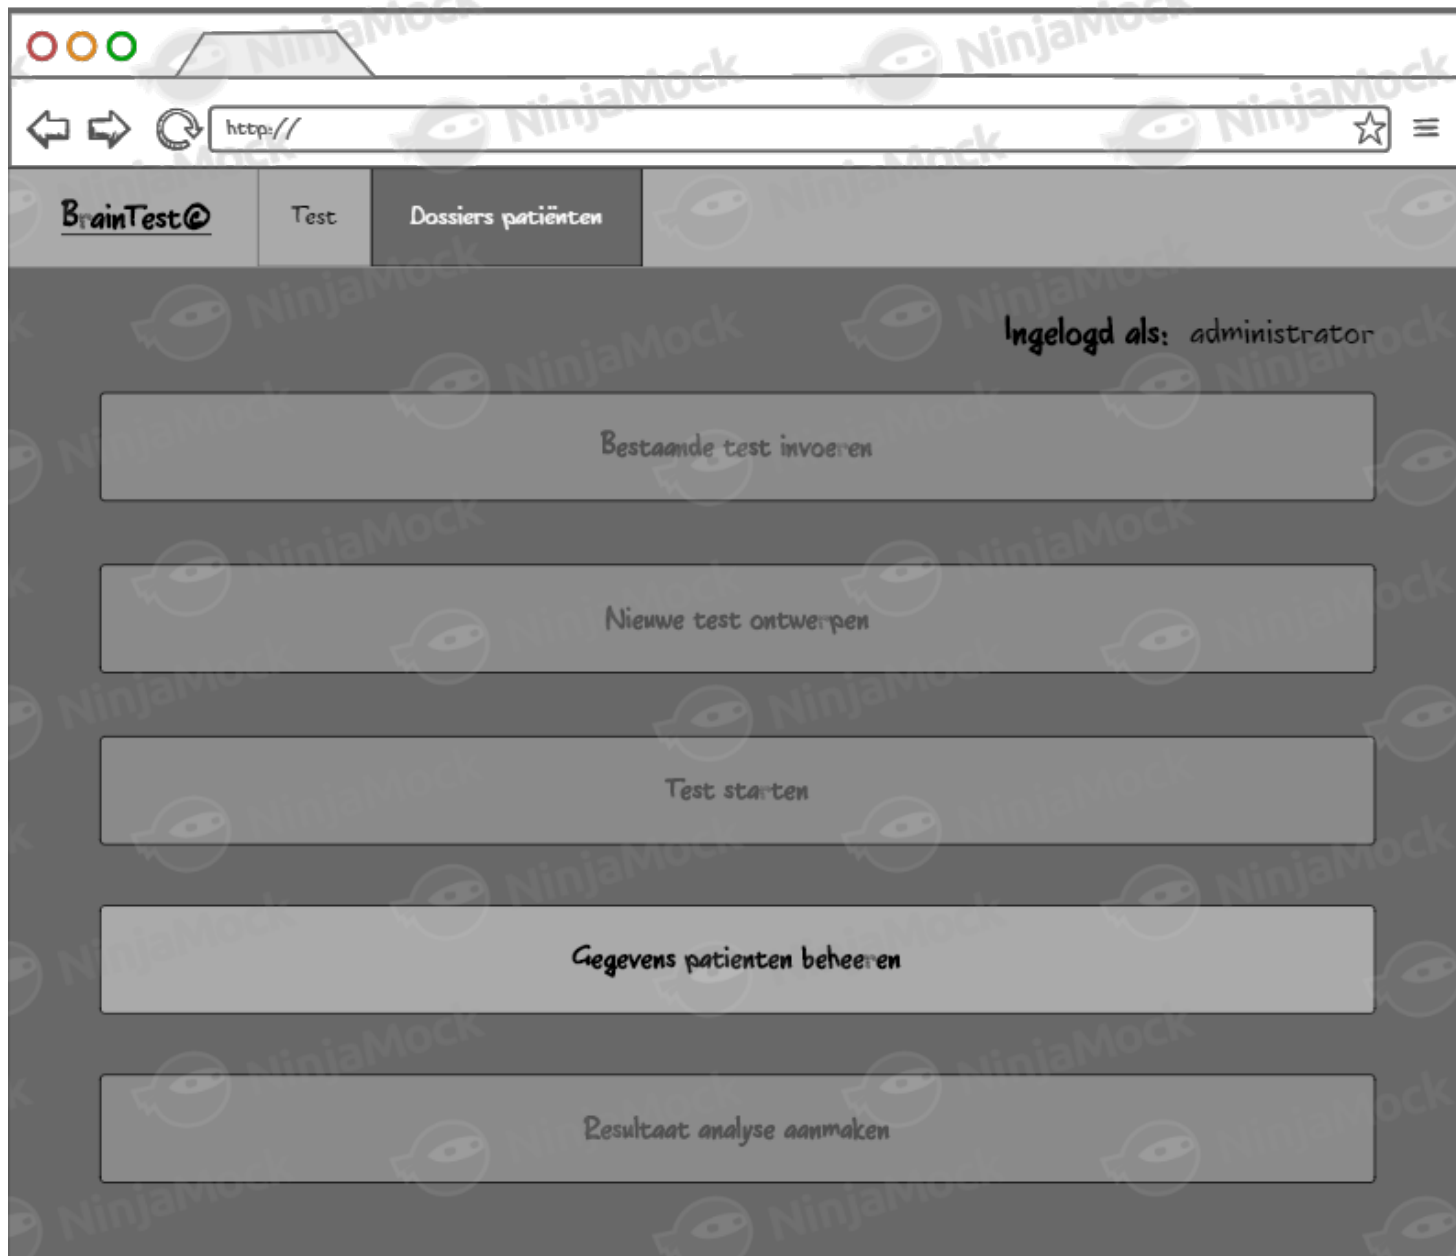 http://
BrainTest© Test Dossiers patiënten
Ingelogd als: administrator
Bestaande test invoeren
Nieuwe test ontwerpen
Test starten
Gegevens patienten beheeren
Resultaat analyse aanmaken
NinjaMock